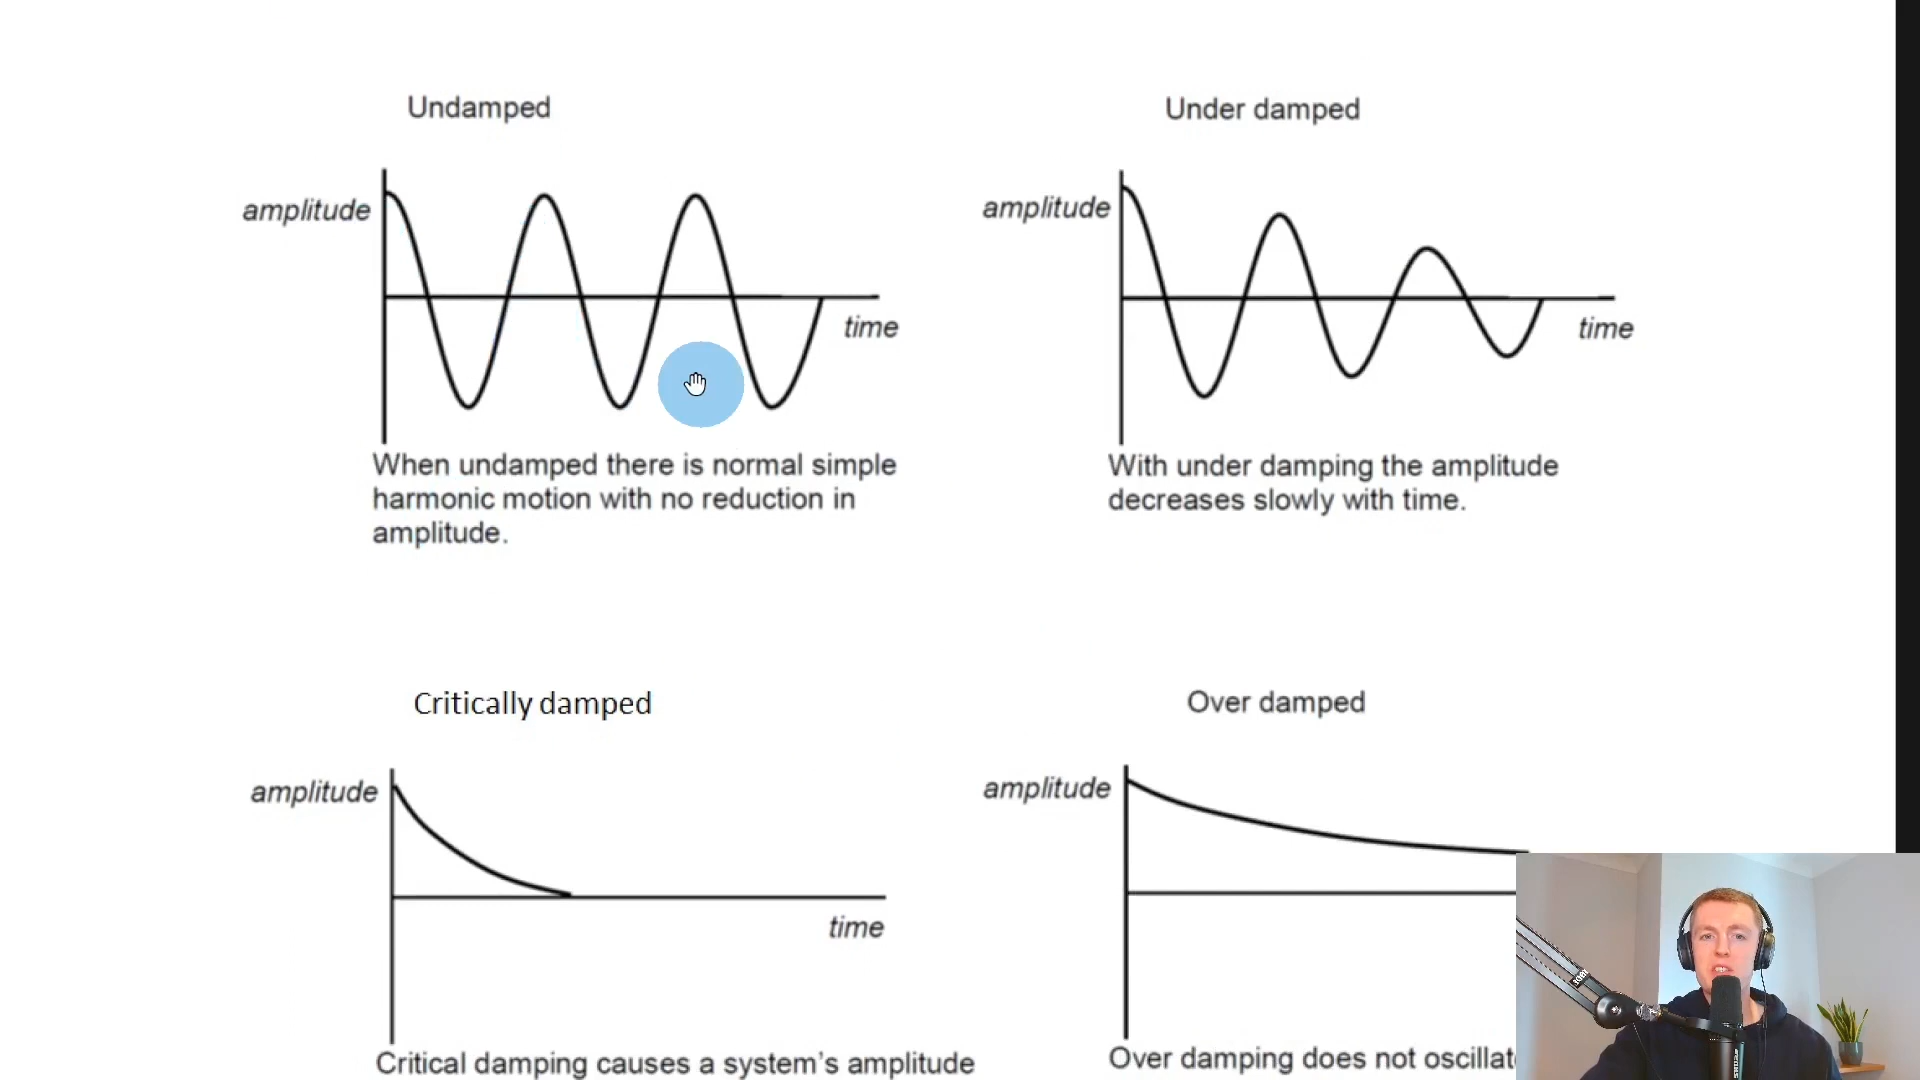 Undamped
amplitude
time
When undamped there is normal simple
harmonic motion with no reduction in
amplitude.
Under damped
amplitude
time
With under damping the amplitude
decreases slowly with time.
Critically damped
amplitude
time
Critical damping causes a system's amplitude
Over damped
amplitude
Over damping does not oscillate